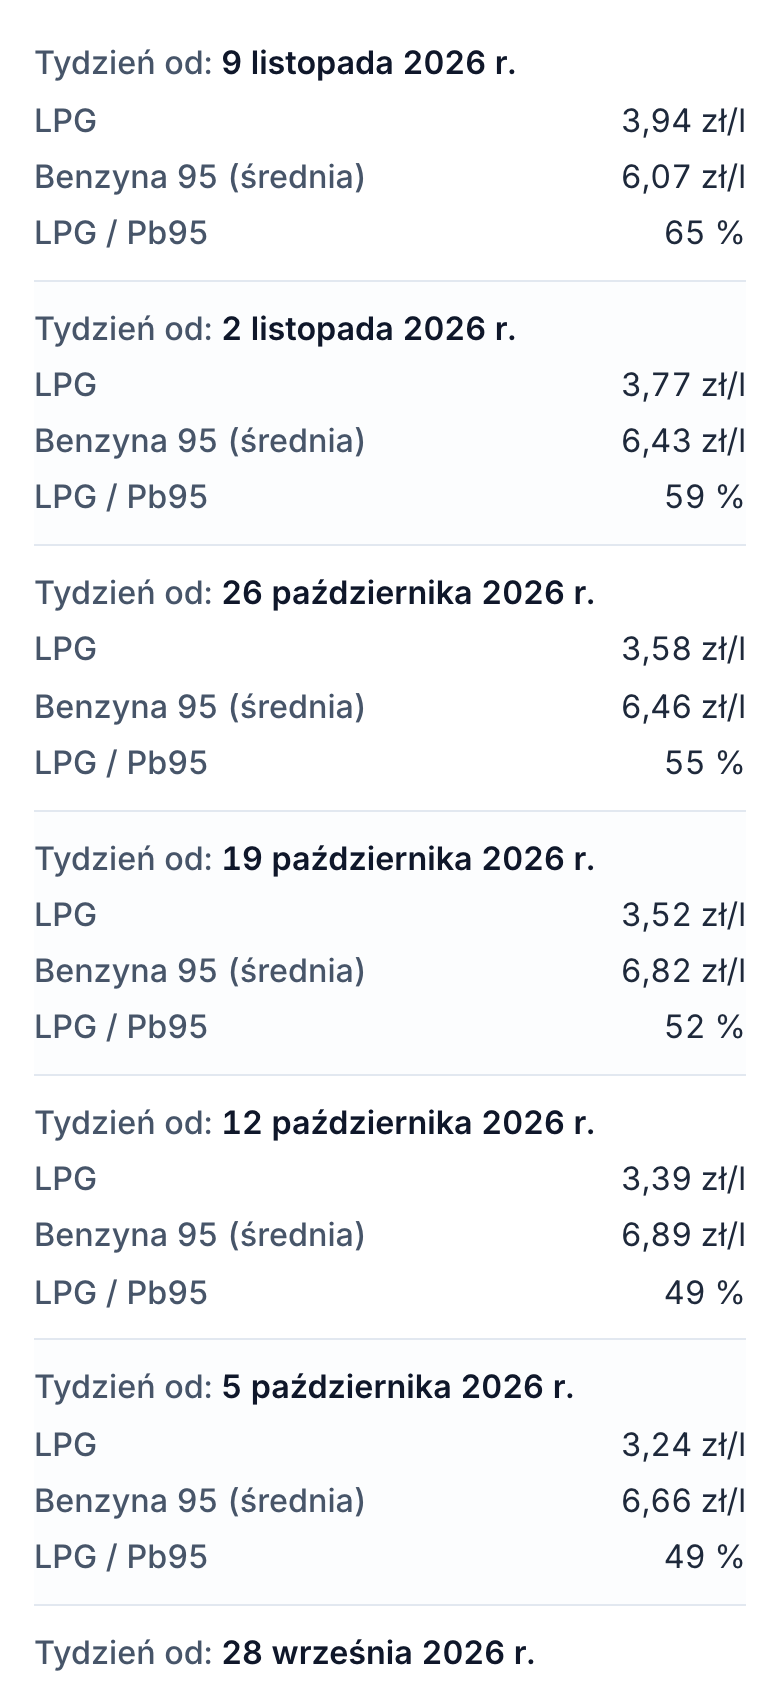 Tydzień od: 9 listopada 2026 r.
LPG 3,94 zł/l
Benzyna 95 (średnia) 6,07 zł/l
LPG / Pb95 65 %
Tydzień od: 2 listopada 2026 r.
LPG 3,77 zł/l
Benzyna 95 (średnia) 6,43 zł/l
LPG / Pb95 59 %
Tydzień od: 26 października 2026 r.
LPG 3,58 zł/l
Benzyna 95 (średnia) 6,46 zł/l
LPG / Pb95 55 %
Tydzień od: 19 października 2026 r.
LPG 3,52 zł/l
Benzyna 95 (średnia) 6,82 zł/l
LPG / Pb95 52 %
Tydzień od: 12 października 2026 r.
LPG 3,39 zł/l
Benzyna 95 (średnia) 6,89 zł/l
LPG / Pb95 49 %
Tydzień od: 5 października 2026 r.
LPG 3,24 zł/l
Benzyna 95 (średnia) 6,66 zł/l
LPG / Pb95 49 %
Tydzień od: 28 września 2026 r.